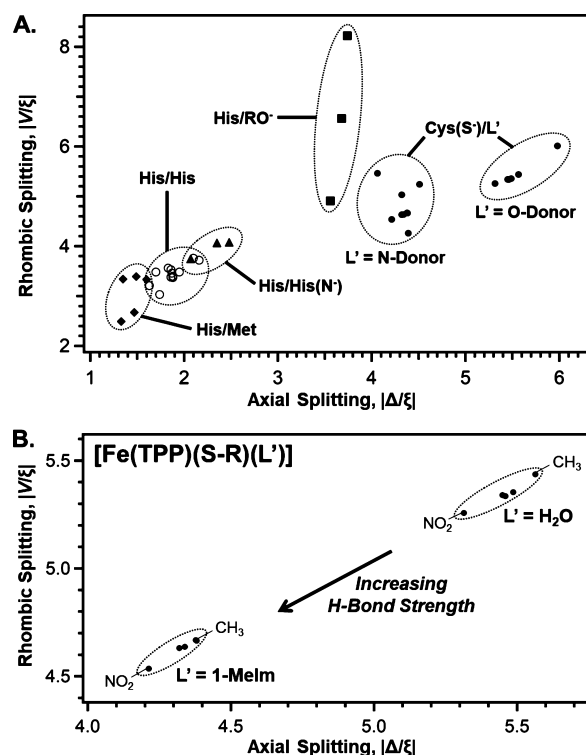 A.
8
6
4
2
Rhombic Splitting, |V/ξ|
His/RO⁻
Cys(S⁻)/L'
His/His
L' = O-Donor
L' = N-Donor
His/His(N⁻)
His/Met
1 2 3 4 5 6
Axial Splitting, |Δ/ξ|
B.
[Fe(TPP)(S-R)(L')]
5.5
5.0
4.5
Rhombic Splitting, |V/ξ|
CH₃
NO₂
L' = H₂O
Increasing
H-Bond Strength
CH₃
NO₂
L' = 1-MeIm
4.0 4.5 5.0 5.5
Axial Splitting, |Δ/ξ|